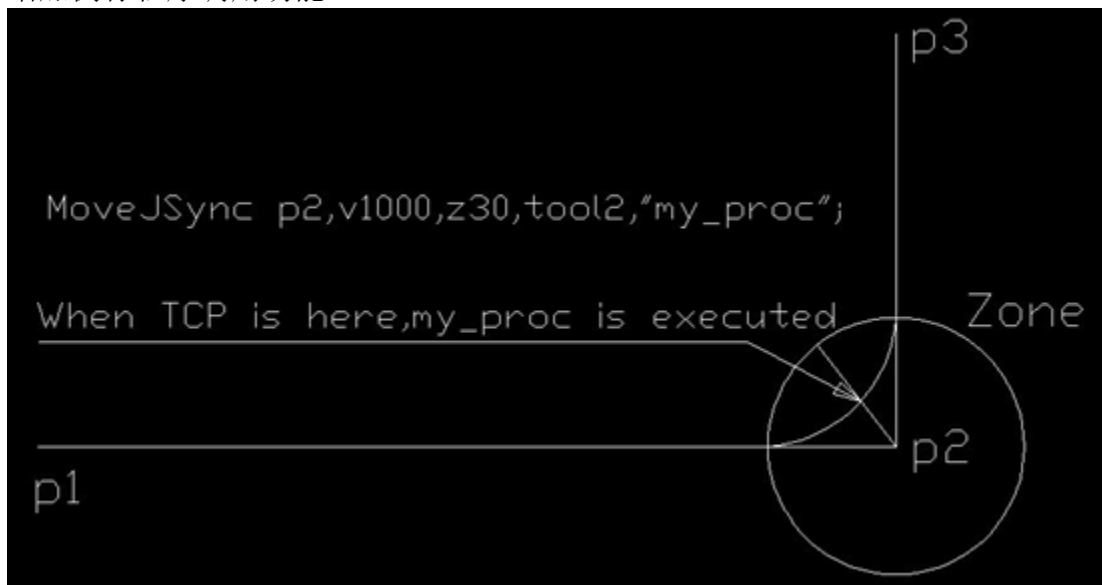 p3
MoveJSync p2,v1000,z30,tool2,"my_proc";
When TCP is here,my_proc is executed
Zone
p2
p1